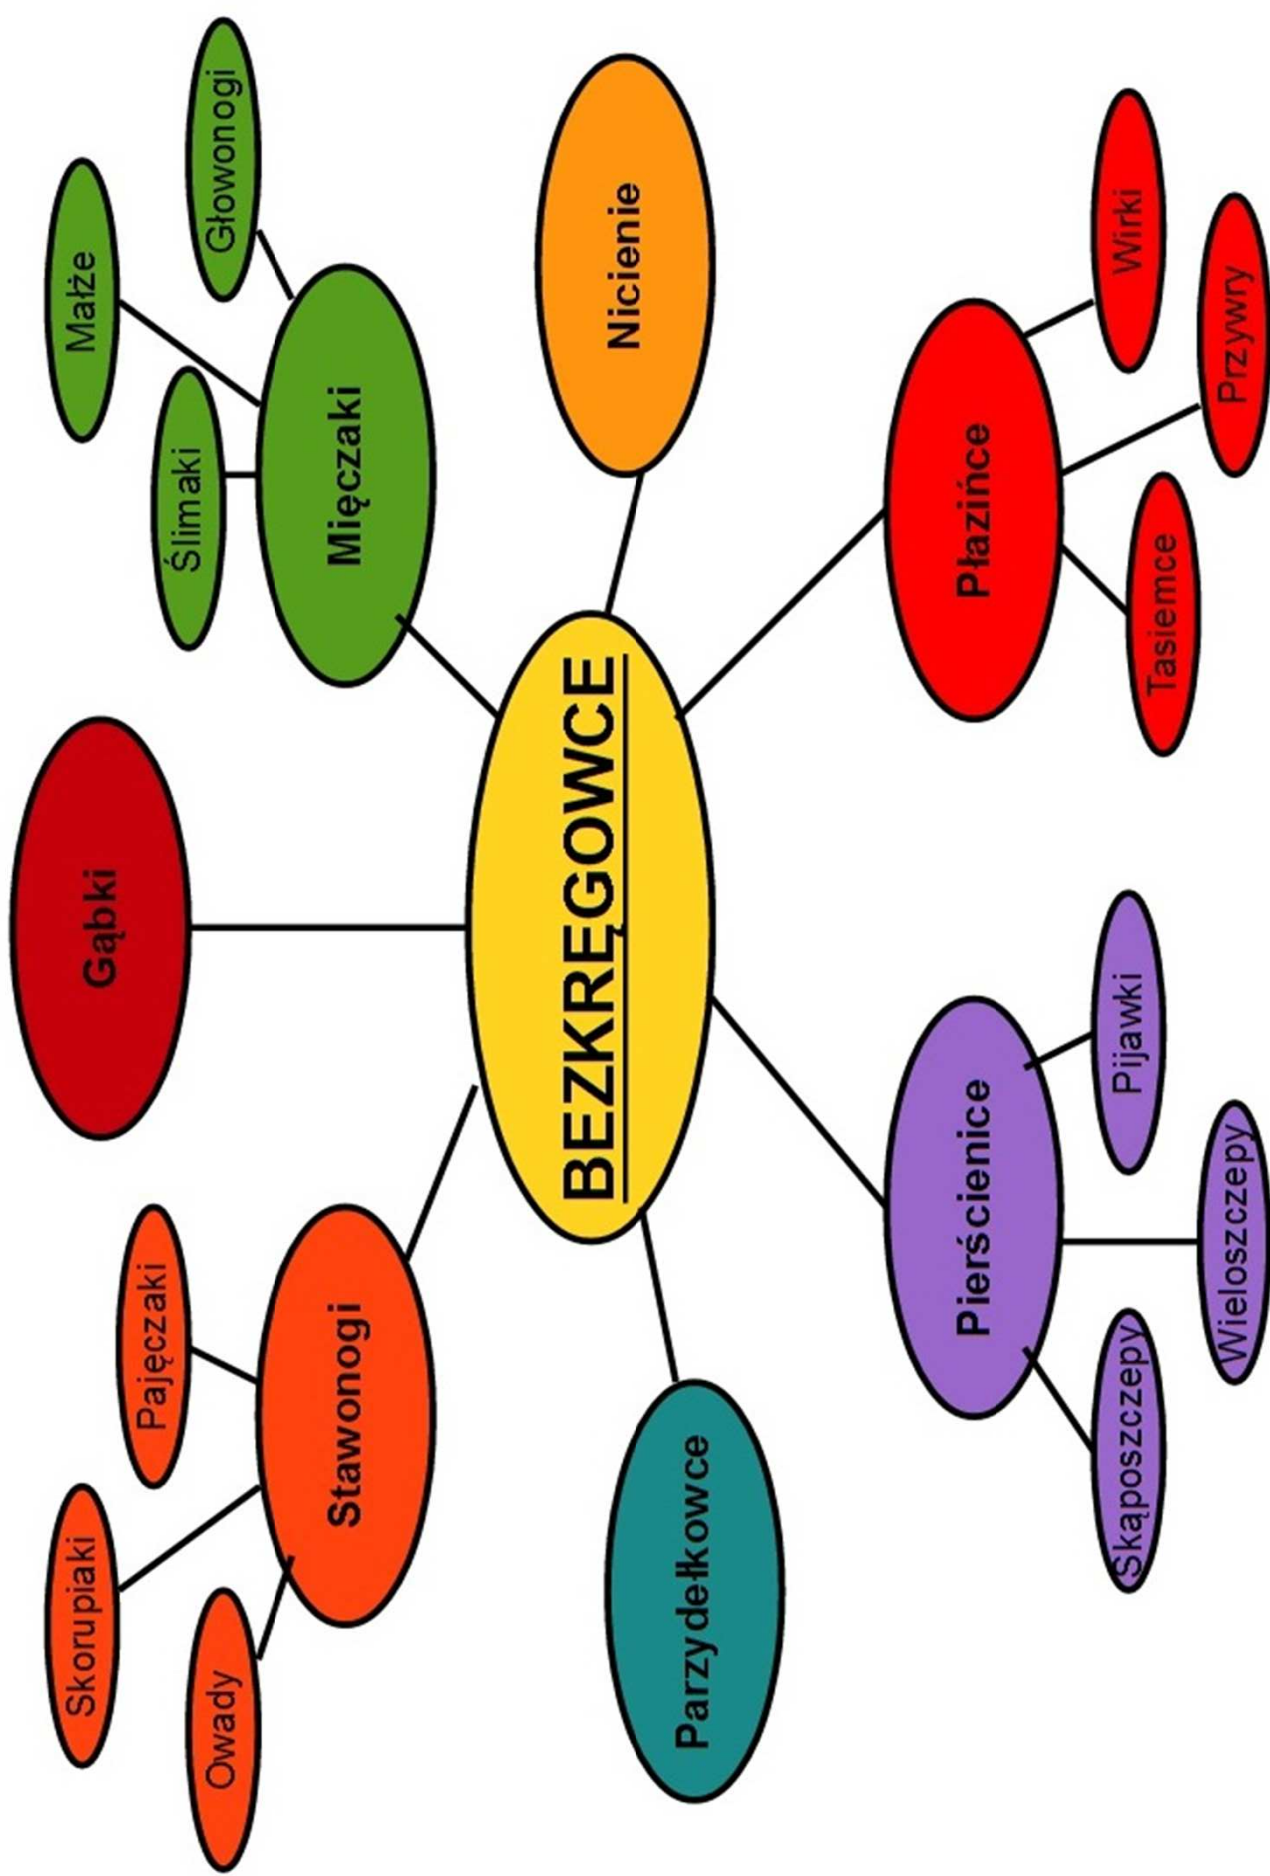 Skorupiaki
Gąbki
Małże
Pajęczaki
Ślimaki
Owady
Głowonogi
Stawonogi
Mięczaki
BEZKRĘGOWCE
Nicienie
Parzydełkowce
Pierścienice
Płazińce
Skąposzczepy
Pijawki
Wirki
Tasiemce
Wieloszczepy
Przywry